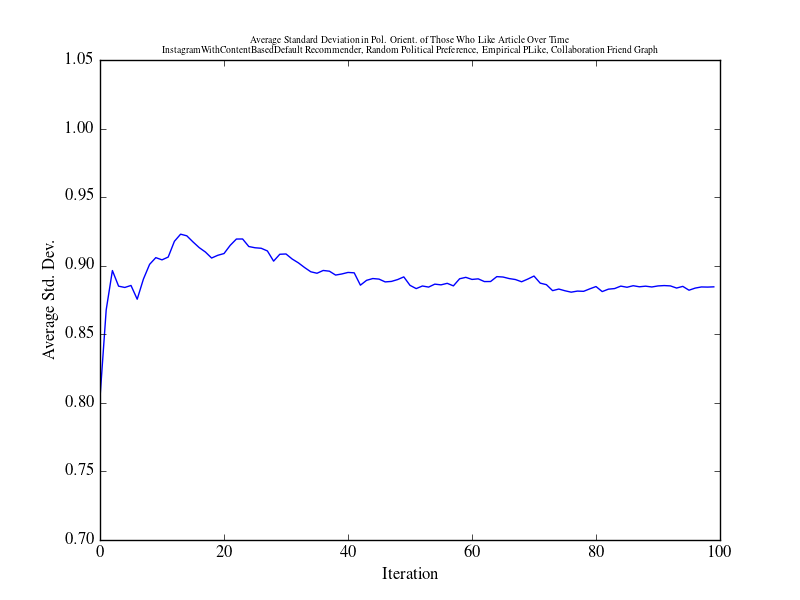 Average Standard Deviation in Pol. Orient. of Those Who Like Article Over Time
InstagramWithContentBasedDefault Recommender, Random Political Preference, Empirical PLike, Collaboration Friend Graph
1.05
1.00
0.95
0.90
0.85
0.80
0.75
0.70
Average Std. Dev.
0 20 40 60 80 100
Iteration